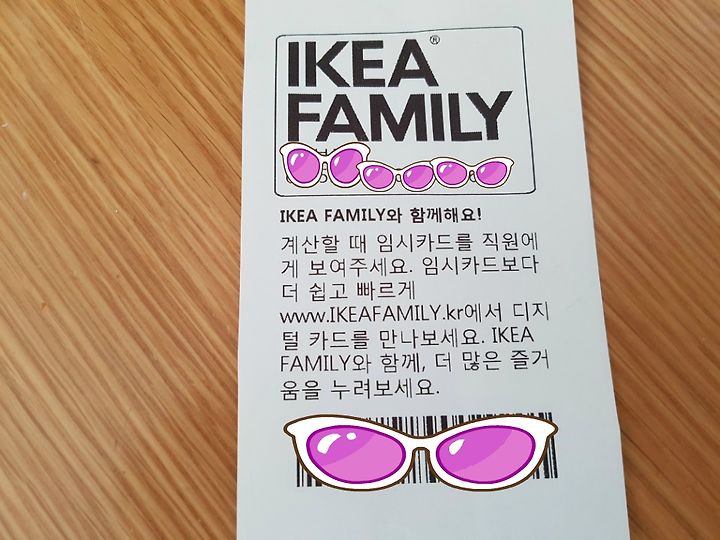 IKEA®
FAMILY
IKEA FAMILY와 함께해요!
계산할 때 임시카드를 직원에
게 보여주세요. 임시카드보다
더 쉽고 빠르게
www.IKEAFAMILY.kr에서 디지
털 카드를 만나보세요. IKEA
FAMILY와 함께, 더 많은 즐거
움을 누려보세요.